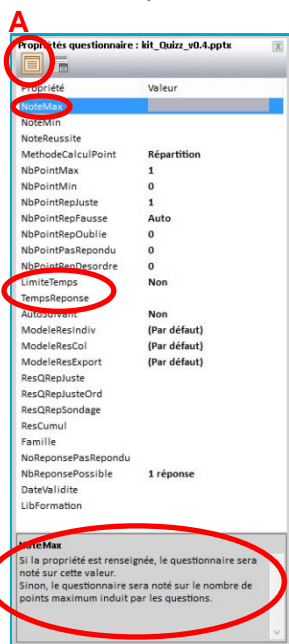 A
Propriétés questionnaire : kit_Quizz_v0.4.pptx
Propriété Valeur
NoteMax
NoteMin
NoteReussite
MethodeCalculPoint Répartition
NbPointMax 1
NbPointMin 0
NbPointRepJuste 1
NbPointRepFausse Auto
NbPointRepOublie 0
NbPointPasRepondu 0
NbPointRepDesordre 0
LimiteTemps Non
TempsReponse
AutoSuivant Non
ModeleResIndiv (Par défaut)
ModeleResCol (Par défaut)
ModeleResExport (Par défaut)
ResQRepJuste
ResQRepJusteOrd
ResQRepSondage
ResCumul
Famille
NoReponsePasRepondu
NbReponsePossible 1 réponse
DateValidite
LibFormation
NoteMax
Si la propriété est renseignée, le questionnaire sera
noté sur cette valeur.
Sinon, le questionnaire sera noté sur le nombre de
points maximum induit par les questions.